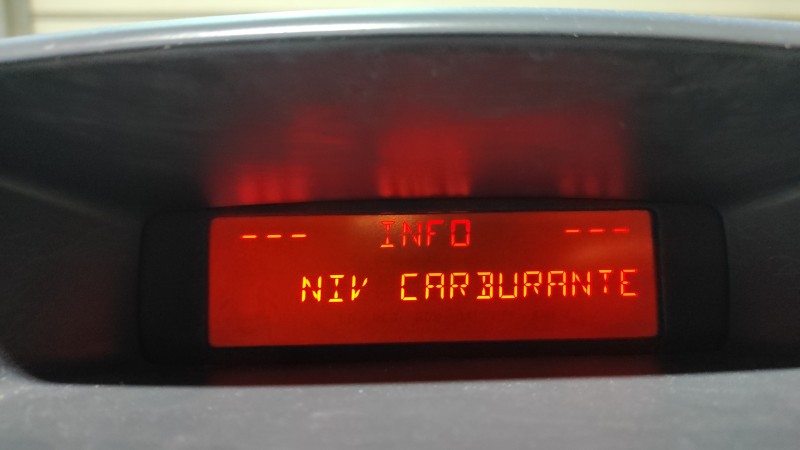 --- INFO ---
NIV CARBURANTE